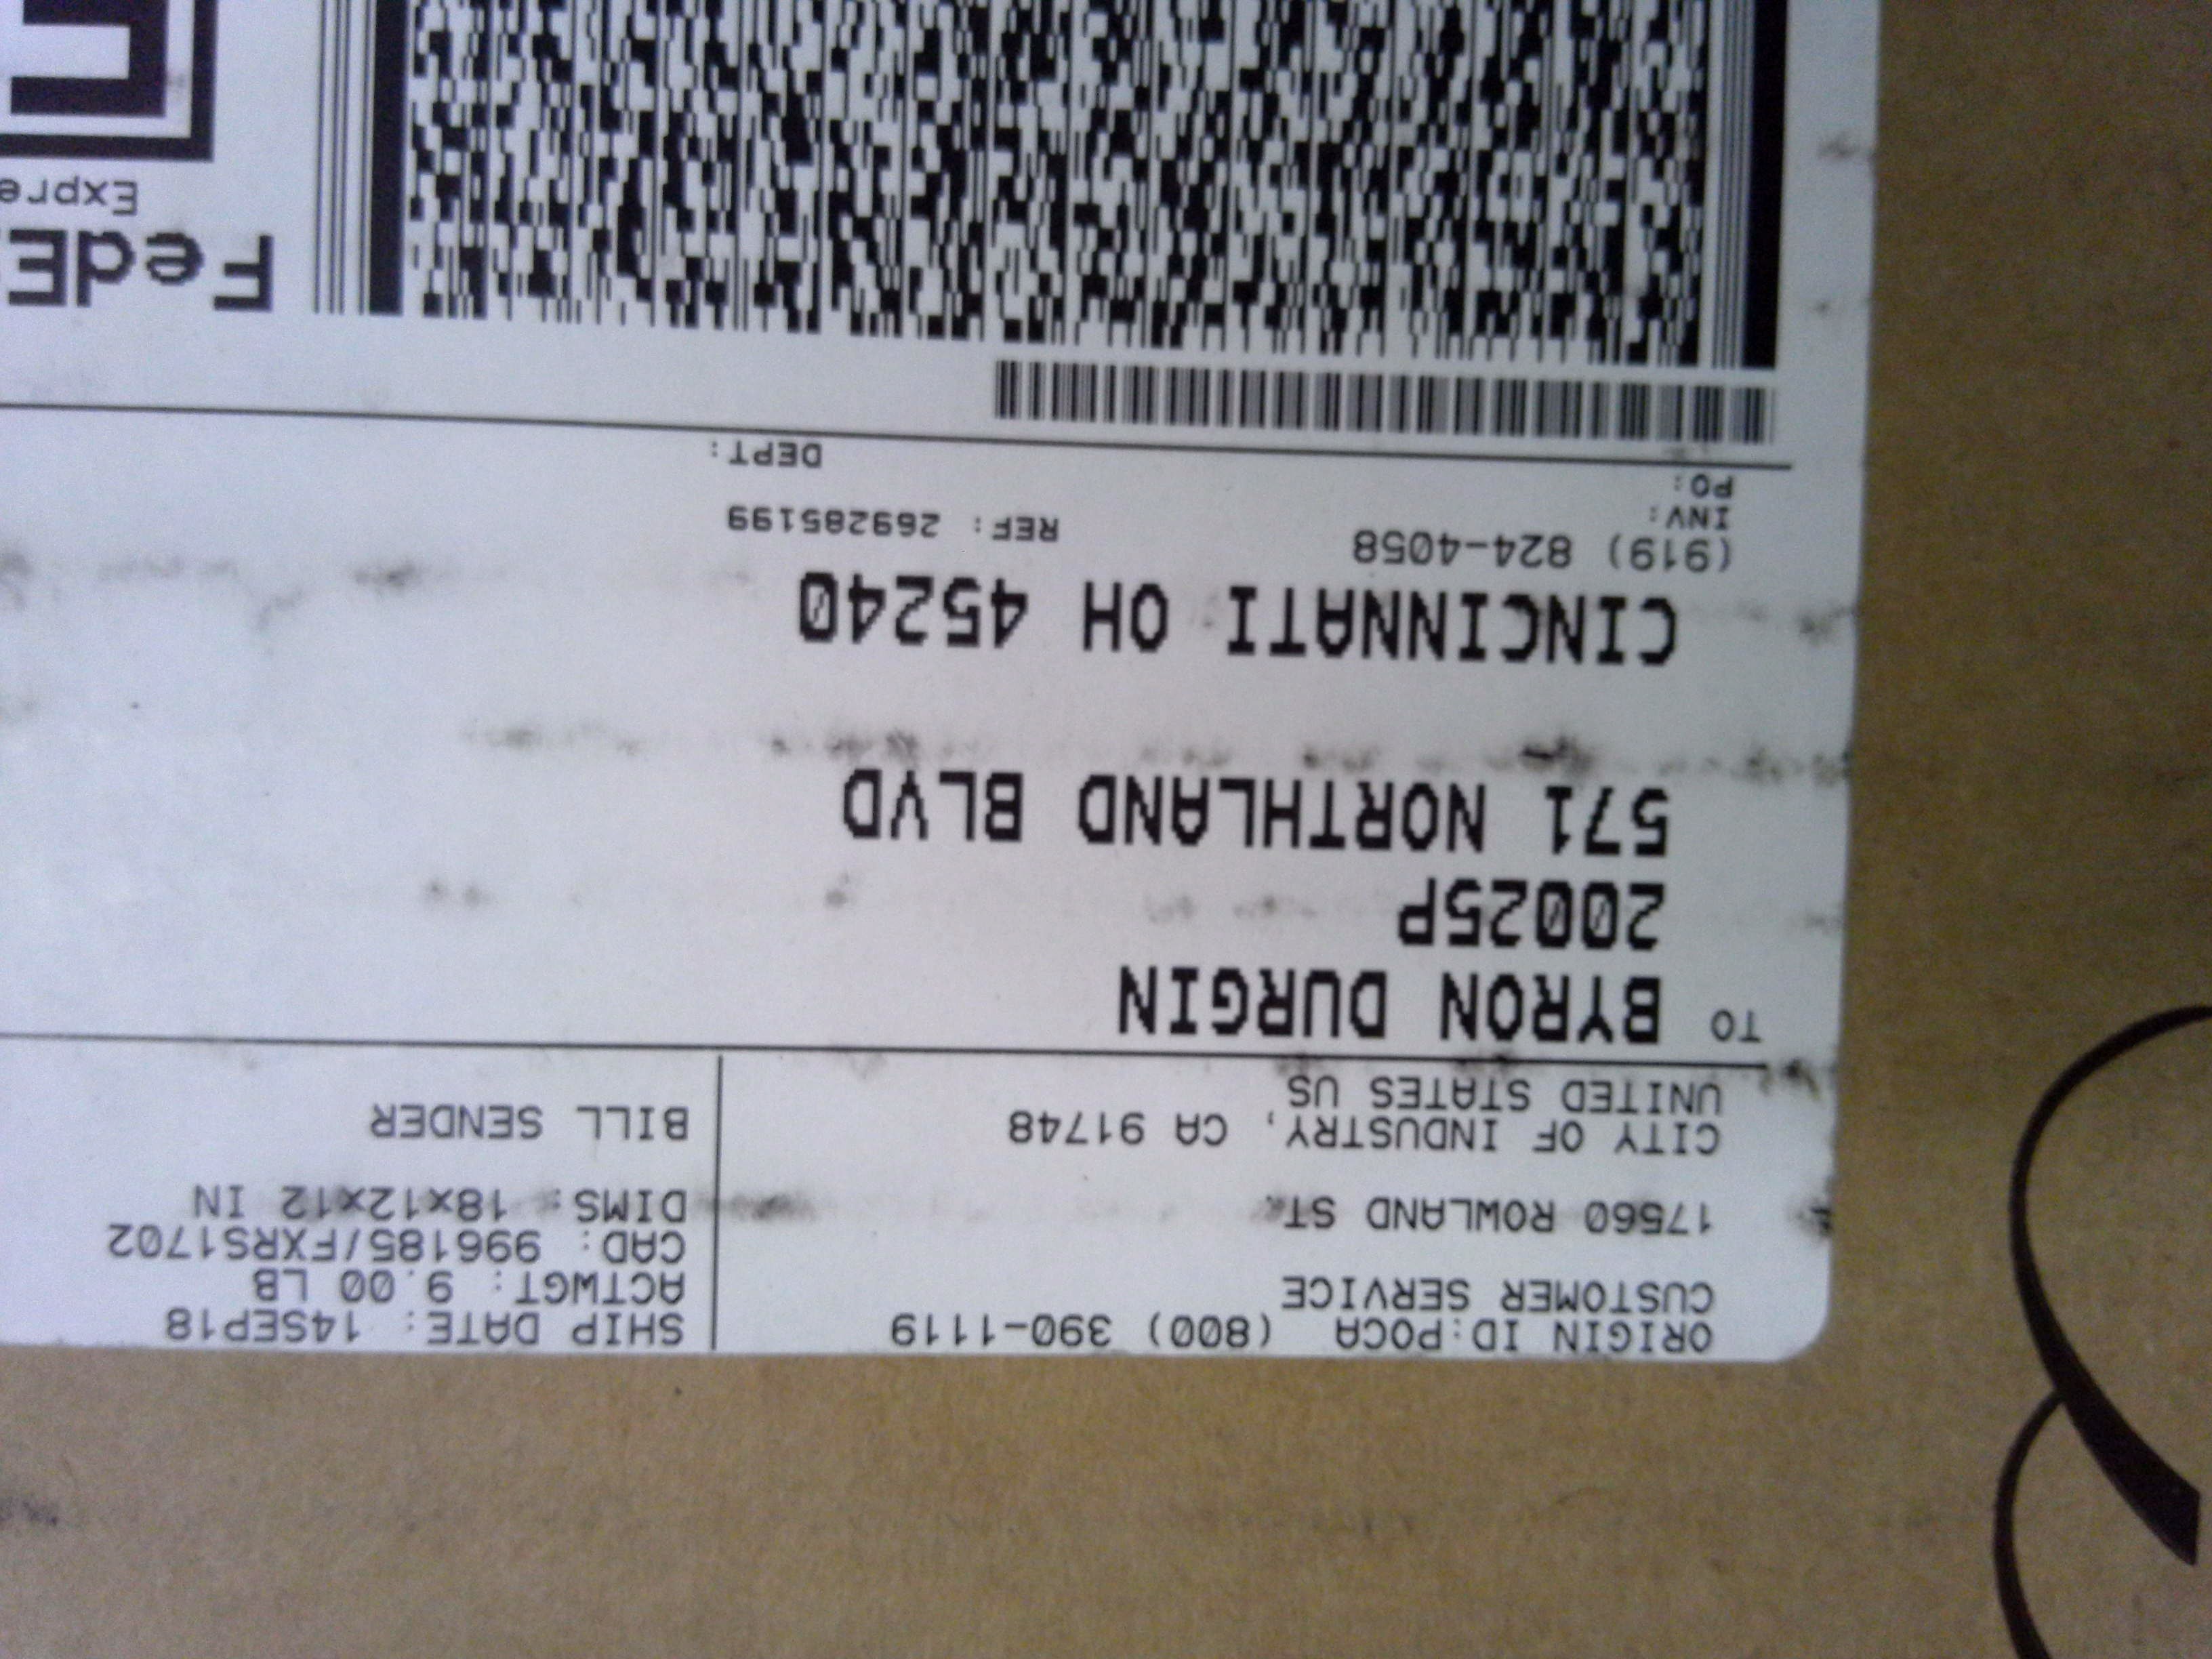 ORIGIN ID:POCA (800) 390-1119
CUSTOMER SERVICE
17560 ROWLAND ST.
CITY OF INDUSTRY, CA 91748
UNITED STATES US
SHIP DATE: 14SEP18
ACTWGT: 9.00 LB
CAD: 996185/FXRS1702
DIMS: 18x12x12 IN
BILL SENDER
TO BYRON DURGIN
20025P
571 NORTHLAND BLVD
CINCINNATI OH 45240
(919) 824-4058
REF: 269285199
INV:
PO:
DEPT:
FedE
Expre
E